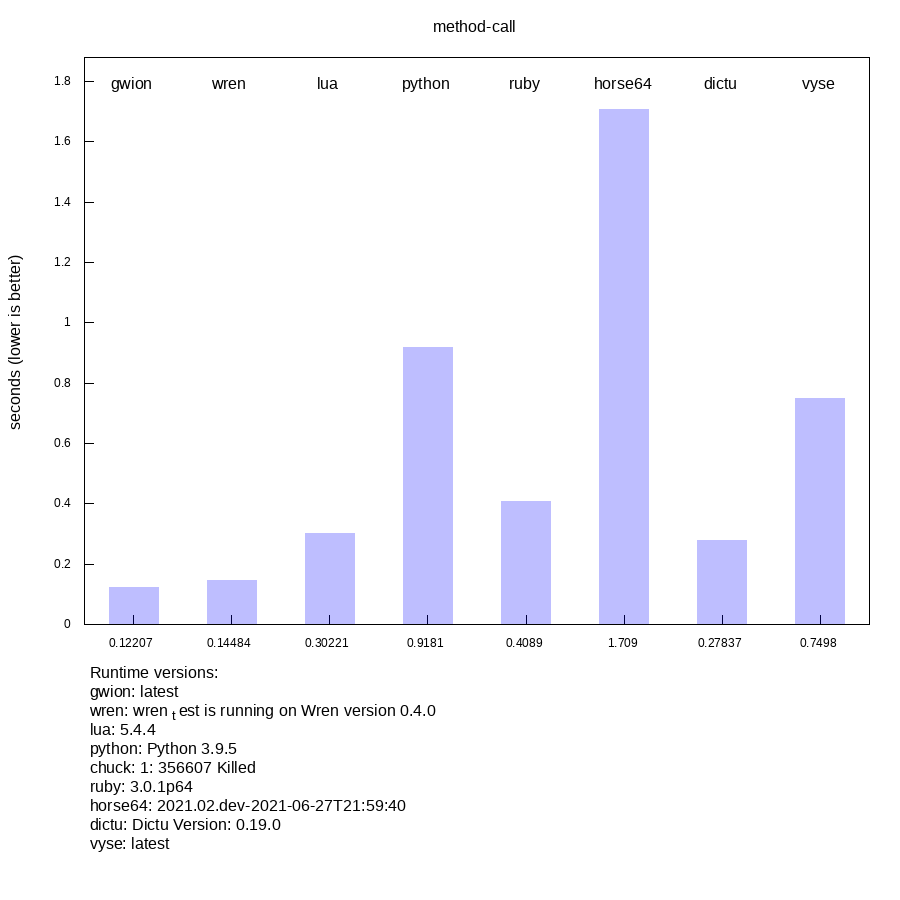 method-call
gwion wren lua python ruby horse64 dictu vyse
1.8
1.6
1.4
1.2
1
0.8
0.6
0.4
0.2
0
seconds (lower is better)
0.12207 0.14484 0.30221 0.9181 0.4089 1.709 0.27837 0.7498
Runtime versions:
gwion: latest
wren: wren t est is running on Wren version 0.4.0
lua: 5.4.4
python: Python 3.9.5
chuck: 1: 356607 Killed
ruby: 3.0.1p64
horse64: 2021.02.dev-2021-06-27T21:59:40
dictu: Dictu Version: 0.19.0
vyse: latest